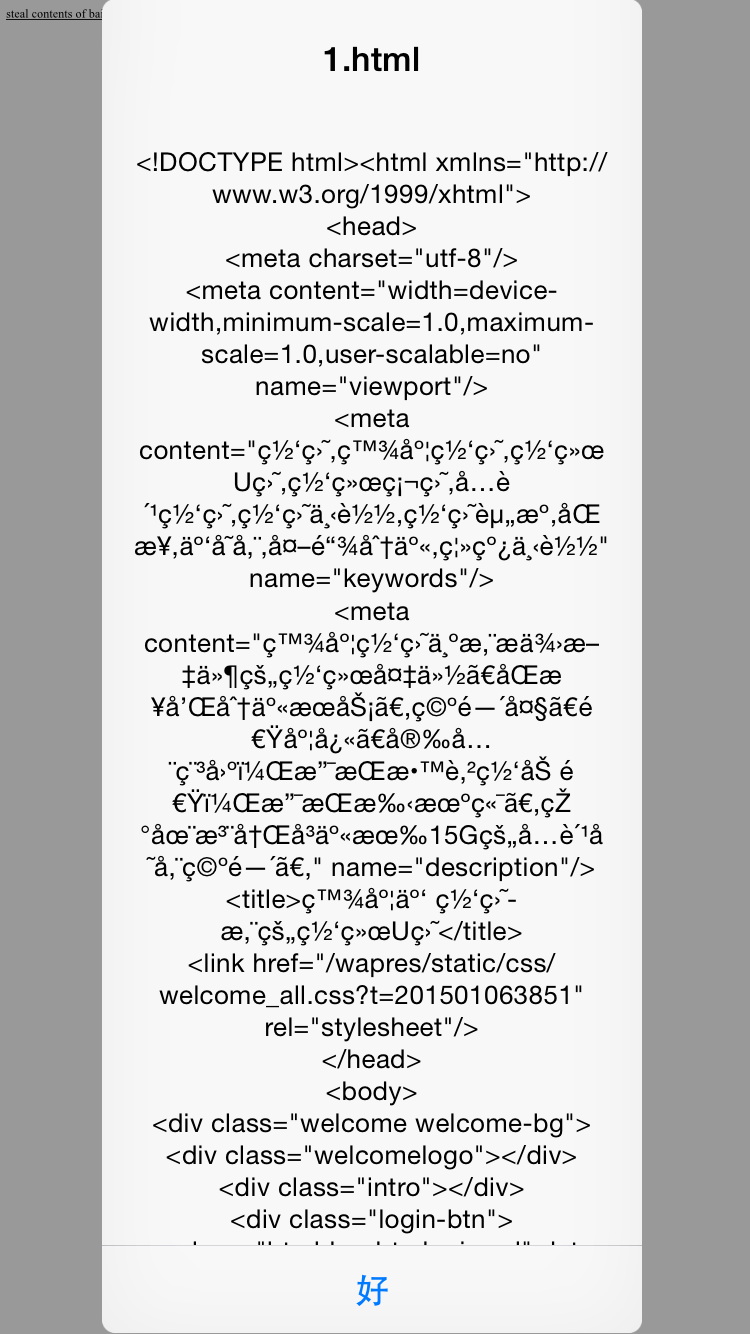 steal contents of bai
1.html
<!DOCTYPE html><html xmlns="http://
www.w3.org/1999/xhtml">
<head>
<meta charset="utf-8"/>
<meta content="width=device-
width,minimum-scale=1.0,maximum-
scale=1.0,user-scalable=no"
name="viewport"/>
<meta
content="ç½‘ç›˜,ç™¾åº¦ç½‘ç›˜,ç½‘ç»œ
Uç›˜,ç½‘ç»œç¡¬ç›˜,å…è
´¹ç½‘ç›˜,ç½‘ç›˜ä¸‹è½½,ç½‘ç›˜èµ„æº,åŒ
æ¥,äº‘å­˜å‚¨,å¤–é“¾åˆ†äº«,ç¦»çº¿ä¸‹è½½"
name="keywords"/>
<meta
content="ç™¾åº¦ç½‘ç›˜ä¸ºæ‚¨æä¾›æ–
‡ä»¶çš„ç½‘ç»œå¤‡ä»½ã€åŒæ
¥å’Œåˆ†äº«æœåŠ¡ã€‚ç©ºé—´å¤§ã€é
€Ÿåº¦å¿«ã€å®‰å…
¨ç¨³å›ºï¼Œæ”¯æŒæ•™è‚²ç½‘åŠ é
€Ÿï¼Œæ”¯æŒæ‰‹æœºç«¯ã€‚çŽ
°åœ¨æ³¨å†Œå³äº«æœ‰15Gçš„å…è´¹å
­˜å‚¨ç©ºé—´ã€‚" name="description"/>
<title>ç™¾åº¦äº‘ ç½‘ç›˜-
æ‚¨çš„ç½‘ç»œUç›˜</title>
<link href="/wapres/static/css/
welcome_all.css?t=201501063851"
rel="stylesheet"/>
</head>
<body>
<div class="welcome welcome-bg">
<div class="welcomelogo"></div>
<div class="intro"></div>
<div class="login-btn">
好